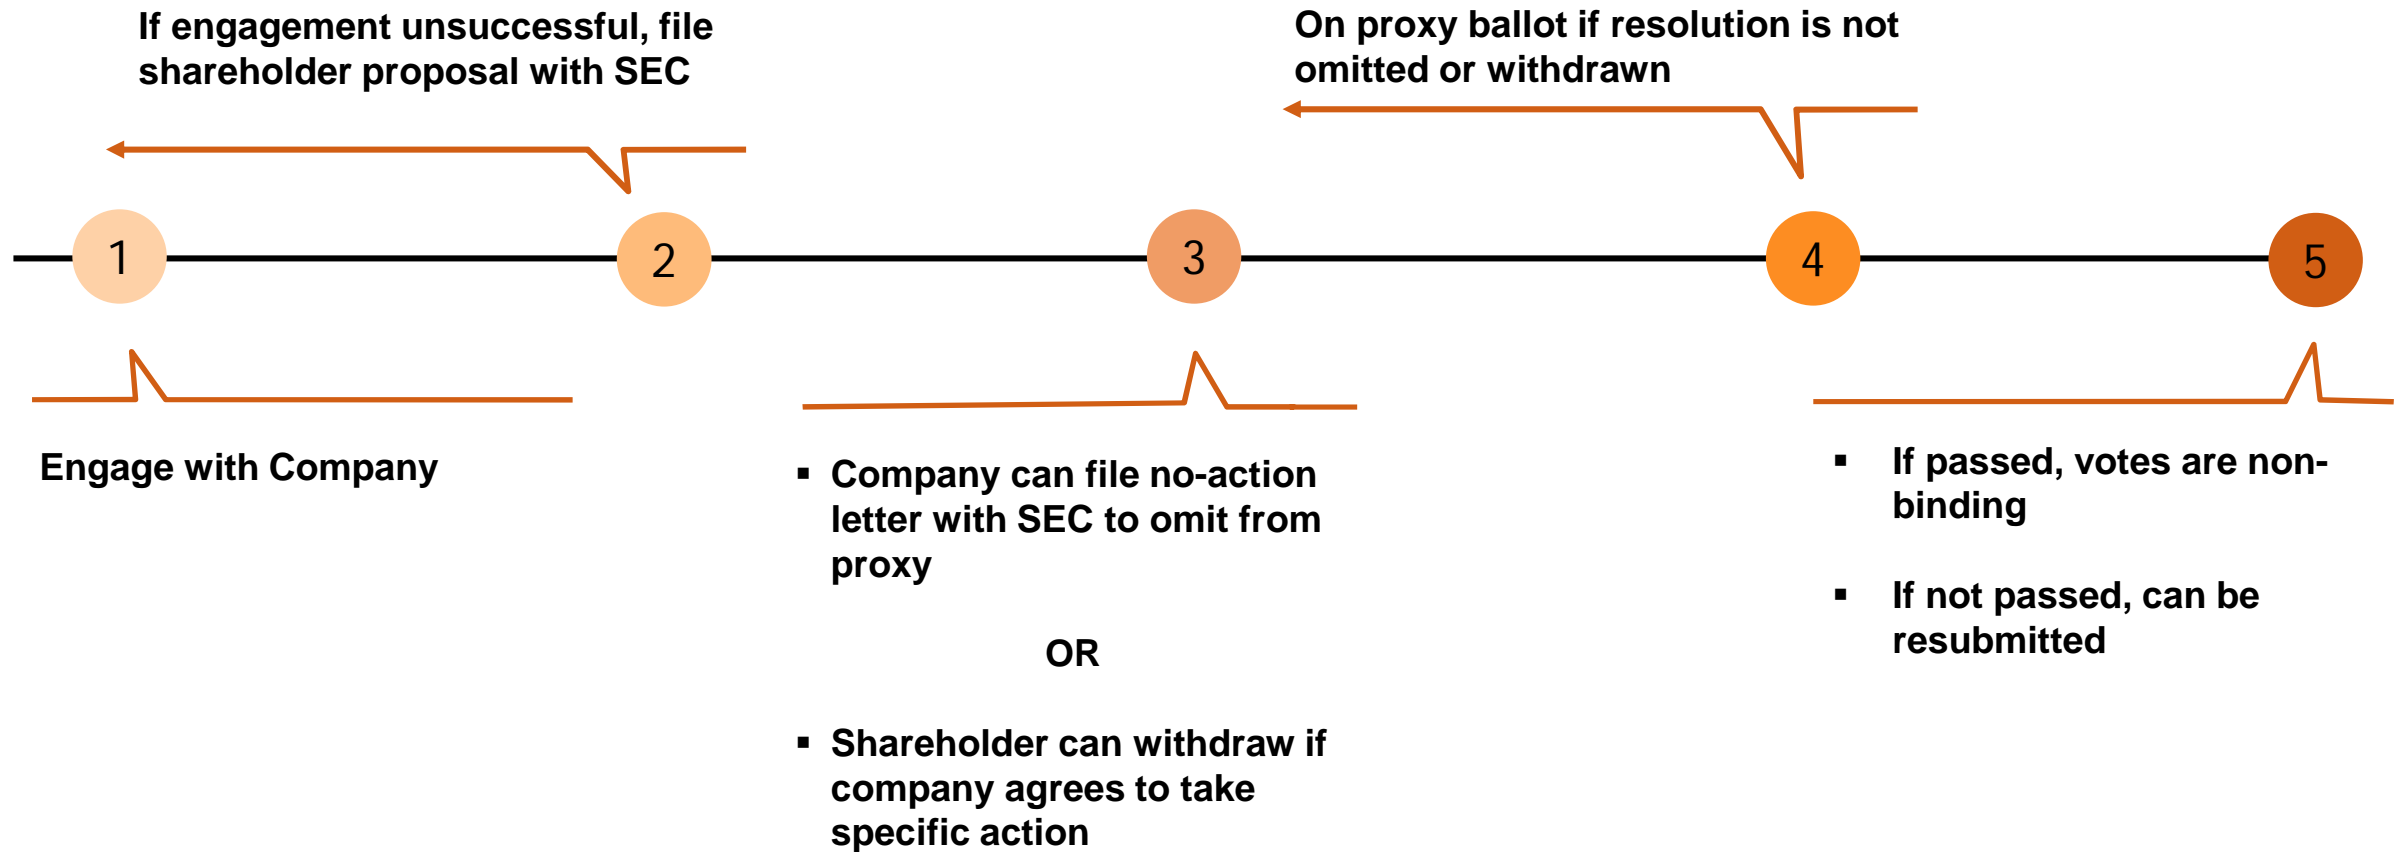 If engagement unsuccessful, file
shareholder proposal with SEC
On proxy ballot if resolution is not
omitted or withdrawn
1
2
3
4
5
Engage with Company
▪ Company can file no-action
letter with SEC to omit from
proxy
OR
▪ Shareholder can withdraw if
company agrees to take
specific action
▪ If passed, votes are non-
binding
▪ If not passed, can be
resubmitted